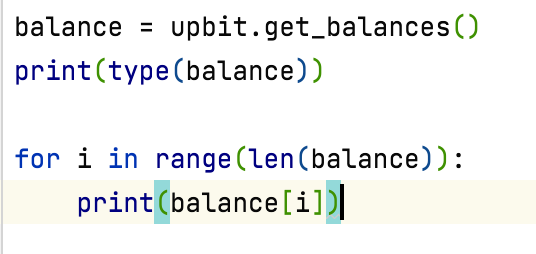 balance = upbit.get_balances()
print(type(balance))
for i in range(len(balance)):
    print(balance[i])